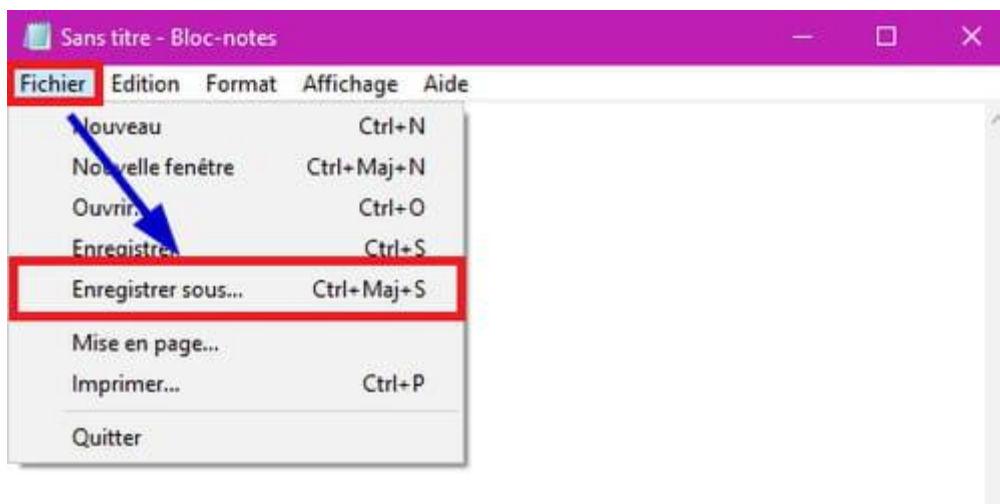 Sans titre - Bloc-notes
Fichier Edition Format Affichage Aide
Nouveau Ctrl+N
Nouvelle fenêtre Ctrl+Maj+N
Ouvrir... Ctrl+O
Enregistrer Ctrl+S
Enregistrer sous... Ctrl+Maj+S
Mise en page...
Imprimer... Ctrl+P
Quitter